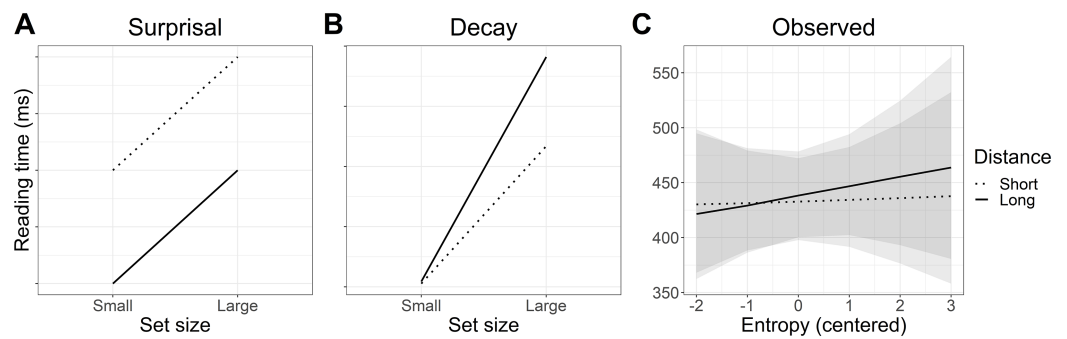 A Surprisal
Reading time (ms)
Small Large
Set size
B Decay
Small Large
Set size
C Observed
550
500
450
400
350
-2 -1 0 1 2 3
Entropy (centered)
Distance
Short
Long